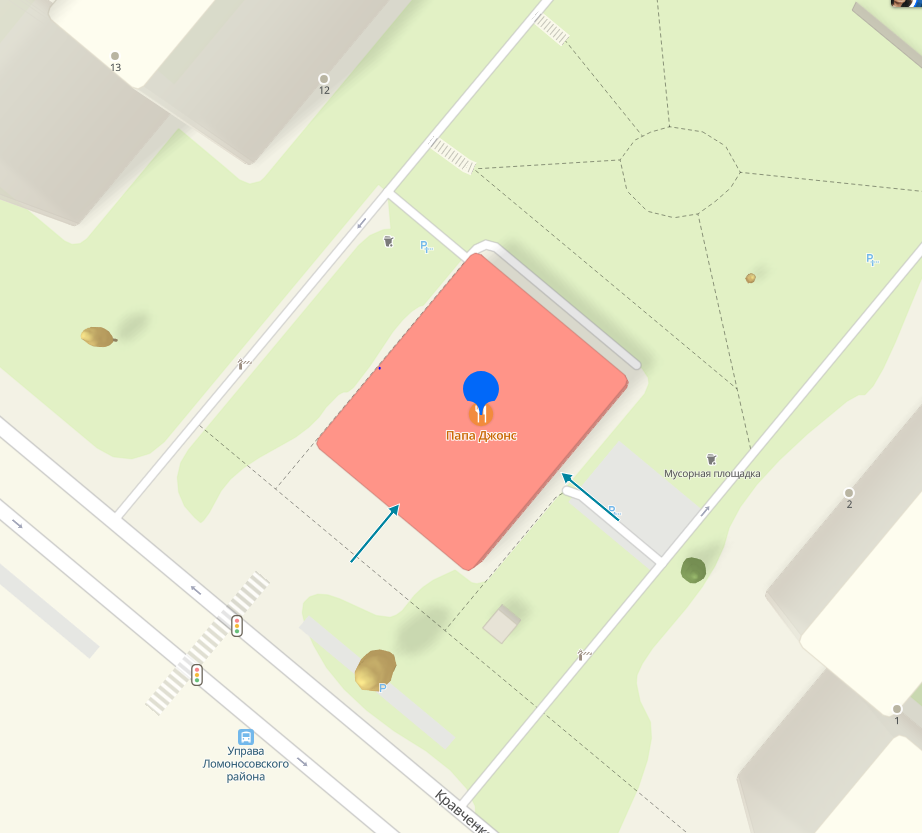 13
12
Р
Р
Папа Джонс
Мусорная площадка
2
Р
Р
1
Управа
Ломоносовского
района
Кравченк